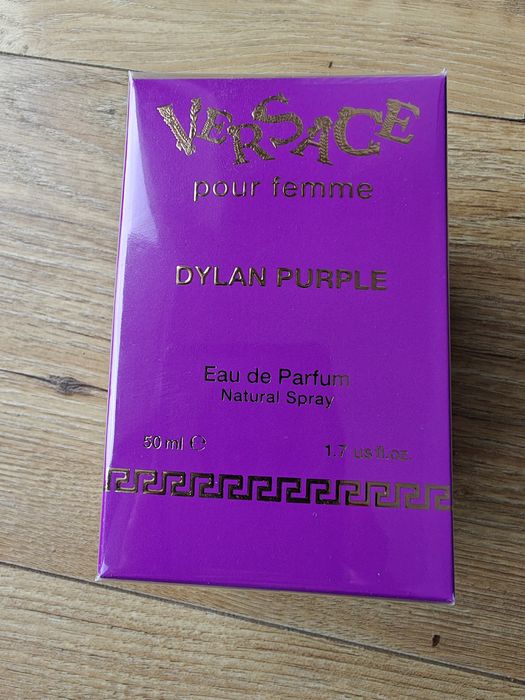 VERSACE
pour femme
DYLAN PURPLE
Eau de Parfum
Natural Spray
50 ml ℮ 1.7 us fl.oz.